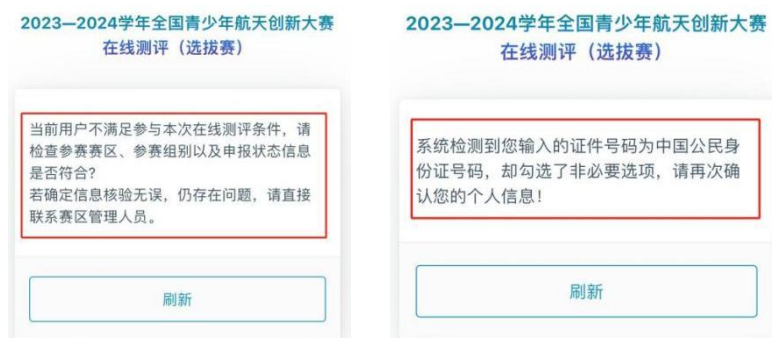 2023—2024学年全国青少年航天创新大赛
在线测评（选拔赛）
当前用户不满足参与本次在线测评条件，请
检查参赛赛区、参赛组别以及申报状态信息
是否符合?
若确定信息核验无误，仍存在问题，请直接
联系赛区管理人员。
刷新
2023—2024学年全国青少年航天创新大赛
在线测评（选拔赛）
系统检测到您输入的证件号码为中国公民身
份证号码，却勾选了非必要选项，请再次确
认您的个人信息！
刷新